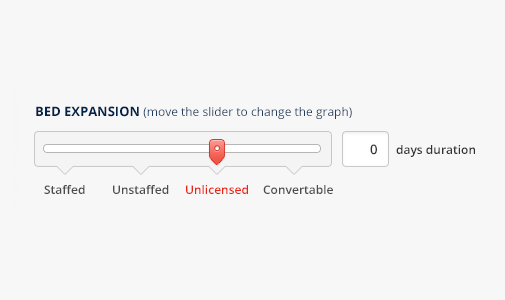 BED EXPANSION (move the slider to change the graph)
0 days duration
Staffed Unstaffed Unlicensed Convertable